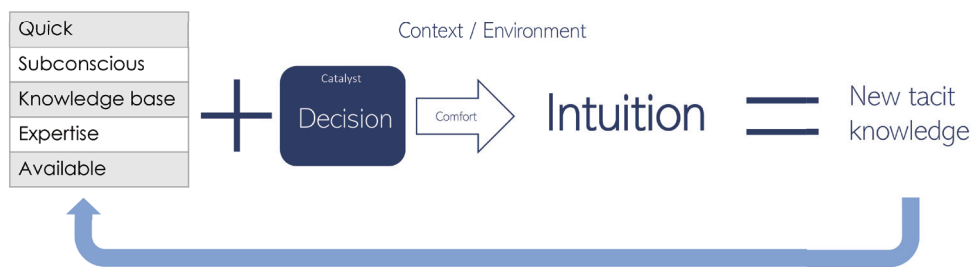 Quick
Subconscious
Knowledge base
Expertise
Available
Context / Environment
Catalyst
Decision
Comfort
Intuition
New tacit
knowledge